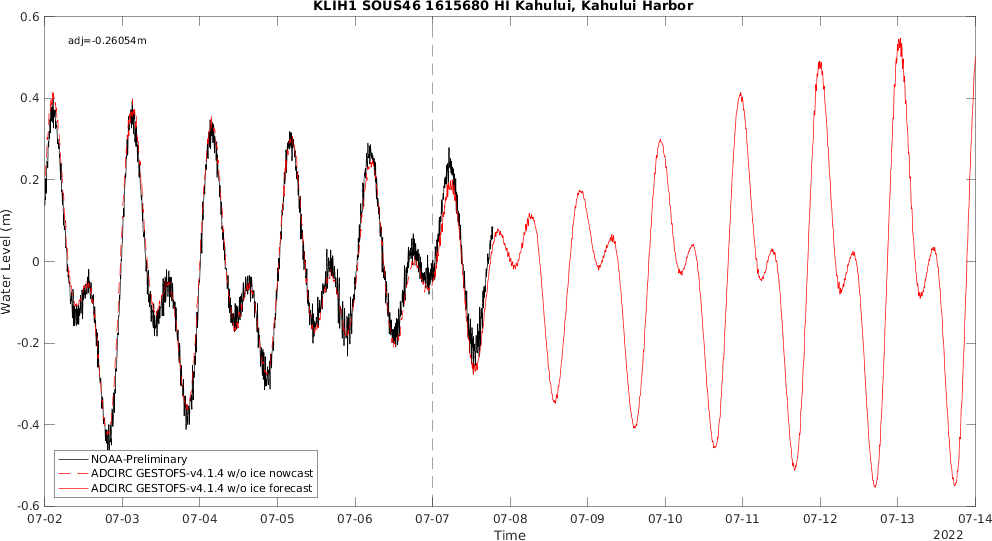 KLIH1 SOUS46 1615680 HI Kahului, Kahului Harbor
adj=-0.26054m
0.6
0.4
0.2
0
-0.2
-0.4
-0.6
Water Level (m)
NOAA-Preliminary
ADCIRC GESTOFS-v4.1.4 w/o ice nowcast
ADCIRC GESTOFS-v4.1.4 w/o ice forecast
07-02 07-03 07-04 07-05 07-06 07-07 07-08 07-09 07-10 07-11 07-12 07-13 07-14
Time
2022